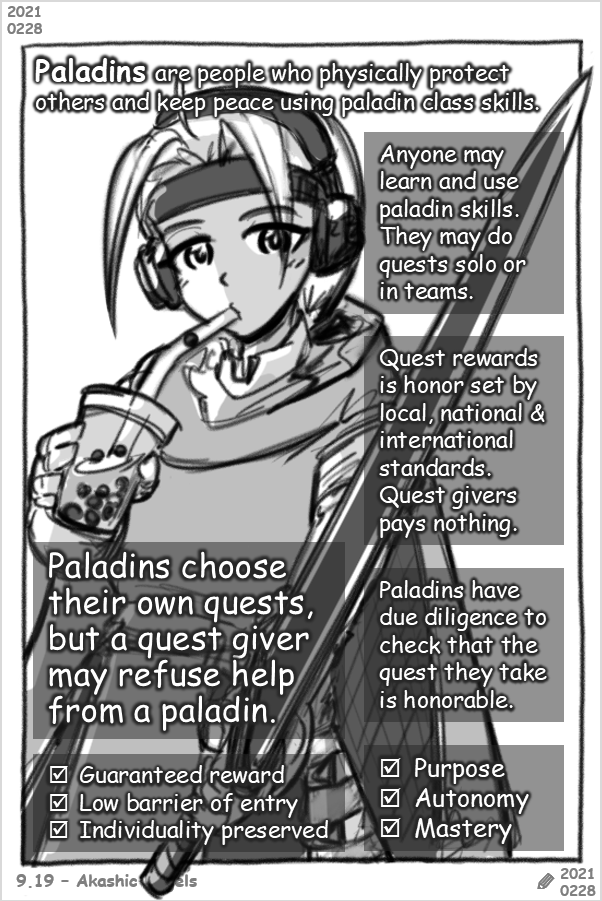 2021
0228
Paladins are people who physically protect
others and keep peace using paladin class skills.
Anyone may
learn and use
paladin skills.
They may do
quests solo or
in teams.
Quest rewards
is honor set by
local, national &
international
standards.
Quest givers
pays nothing.
Paladins choose
their own quests,
but a quest giver
may refuse help
from a paladin.
Paladins have
due diligence to
check that the
quest they take
is honorable.
☑ Guaranteed reward
☑ Low barrier of entry
☑ Individuality preserved
☑ Purpose
☑ Autonomy
☑ Mastery
9.19 – Akashic
2021
0228